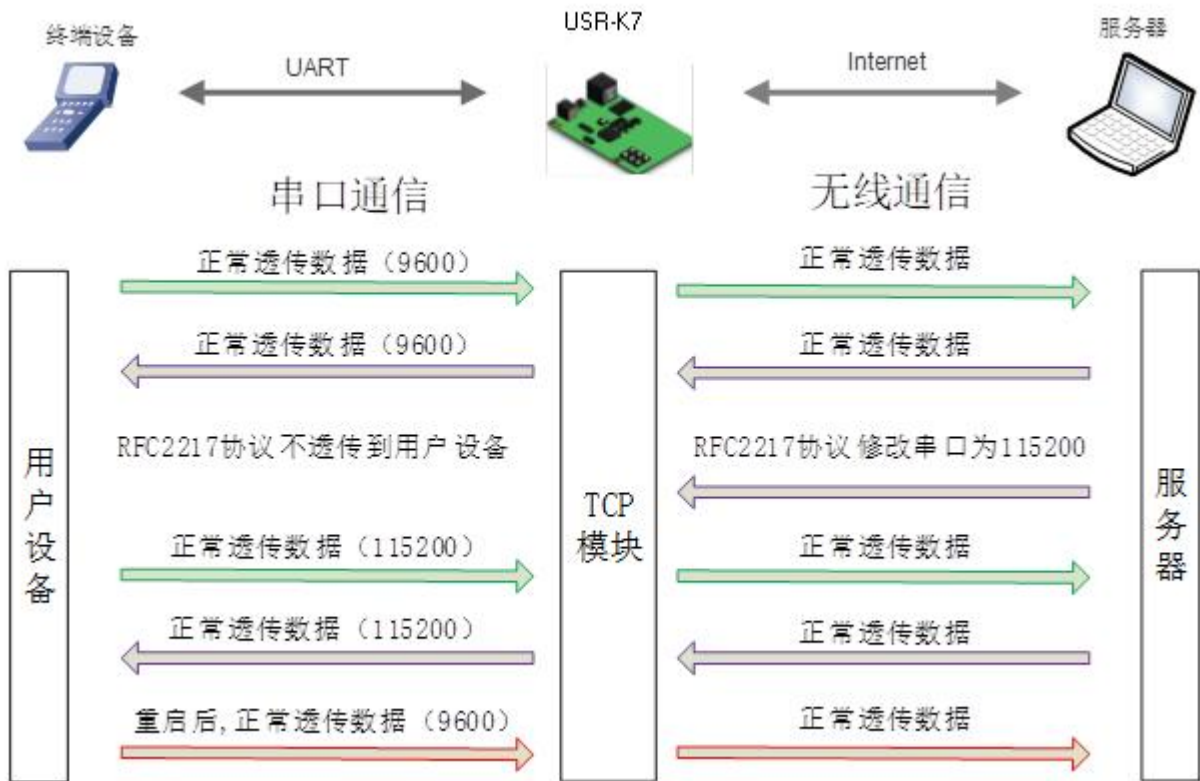 USR-K7
终端设备
服务器
UART
Internet
串口通信
无线通信
正常透传数据（9600）
正常透传数据
正常透传数据（9600）
正常透传数据
RFC2217协议 不透传到用户设备
RFC2217协议 修改串口为115200
用户设备
TCP
模块
服务器
正常透传数据（115200）
正常透传数据
正常透传数据（115200）
正常透传数据
重启后,正常透传数据（9600）
正常透传数据